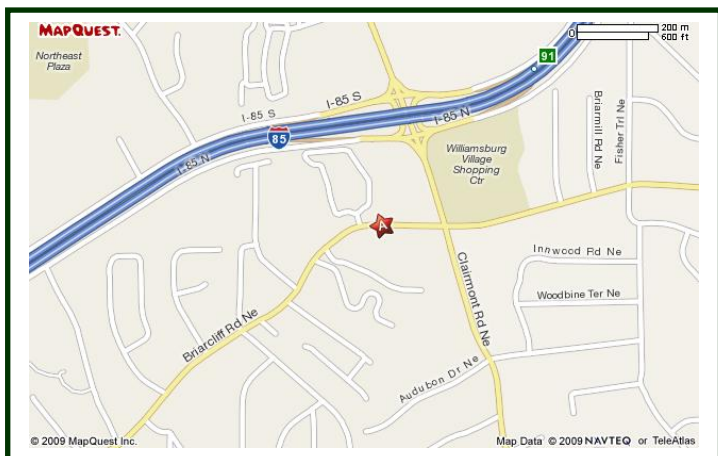 MAPQUEST.
200 m
0
600 ft
Northeast
Plaza
91
I-85 S
I-85 S
I-85 N
85
I-85 N
Williamsburg
Village
Shopping
Ctr
Briarmill Rd Ne
Fisher Trl Ne
A
Innwood Rd Ne
Clairmont Rd Ne
Woodbine Ter Ne
Briarcliff Rd Ne
Audubon Dr Ne
© 2009 MapQuest Inc.
Map Data © 2009 NAVTEQ or TeleAtlas